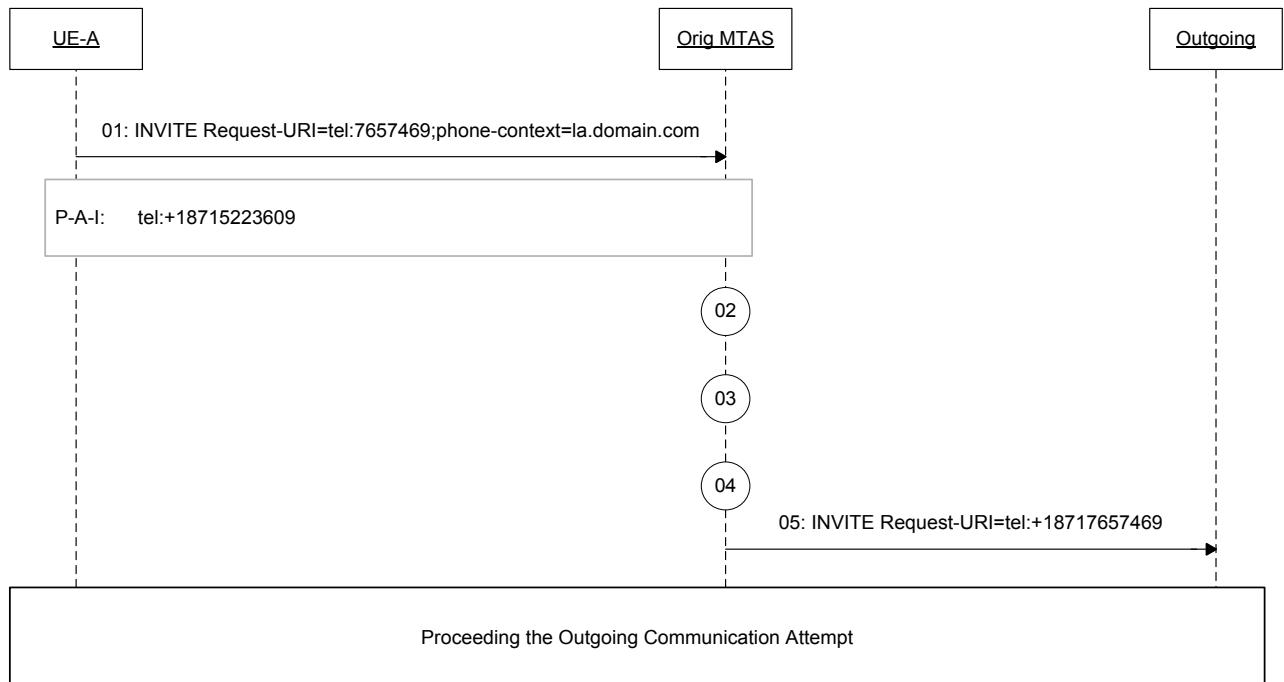 UE-A
Orig MTAS
Outgoing
01: INVITE Request-URI=tel:7657469;phone-context=la.domain.com
P-A-I: tel:+18715223609
02
03
04
05: INVITE Request-URI=tel:+18717657469
Proceeding the Outgoing Communication Attempt